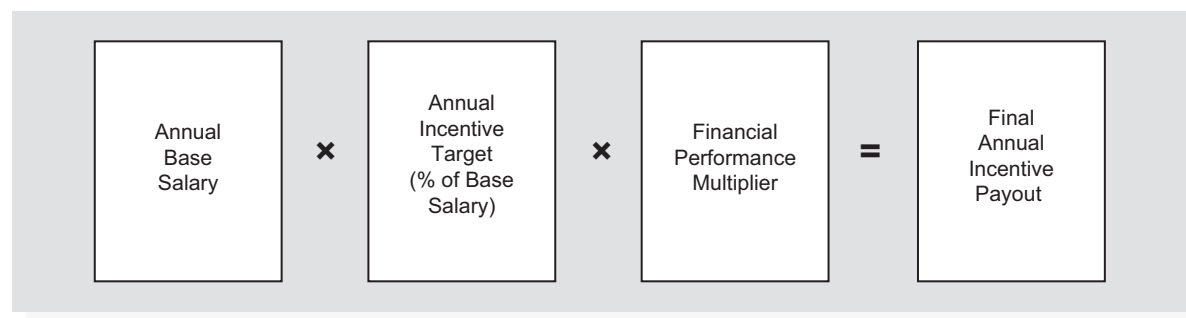 Annual
Base
Salary
×
Annual
Incentive
Target
(% of Base
Salary)
×
Financial
Performance
Multiplier
=
Final
Annual
Incentive
Payout